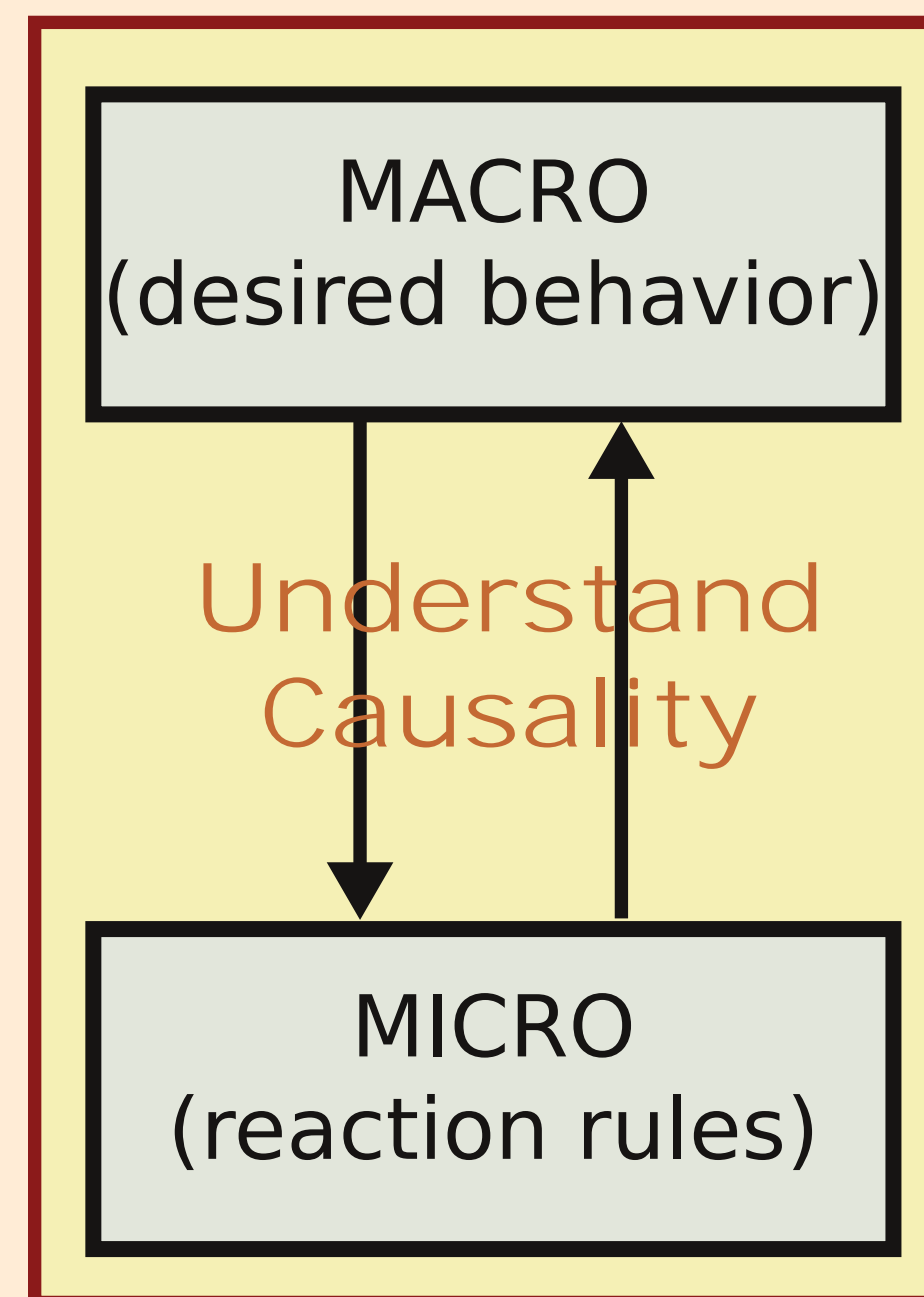 MACRO
(desired behavior)
Understand
Causality
MICRO
(reaction rules)